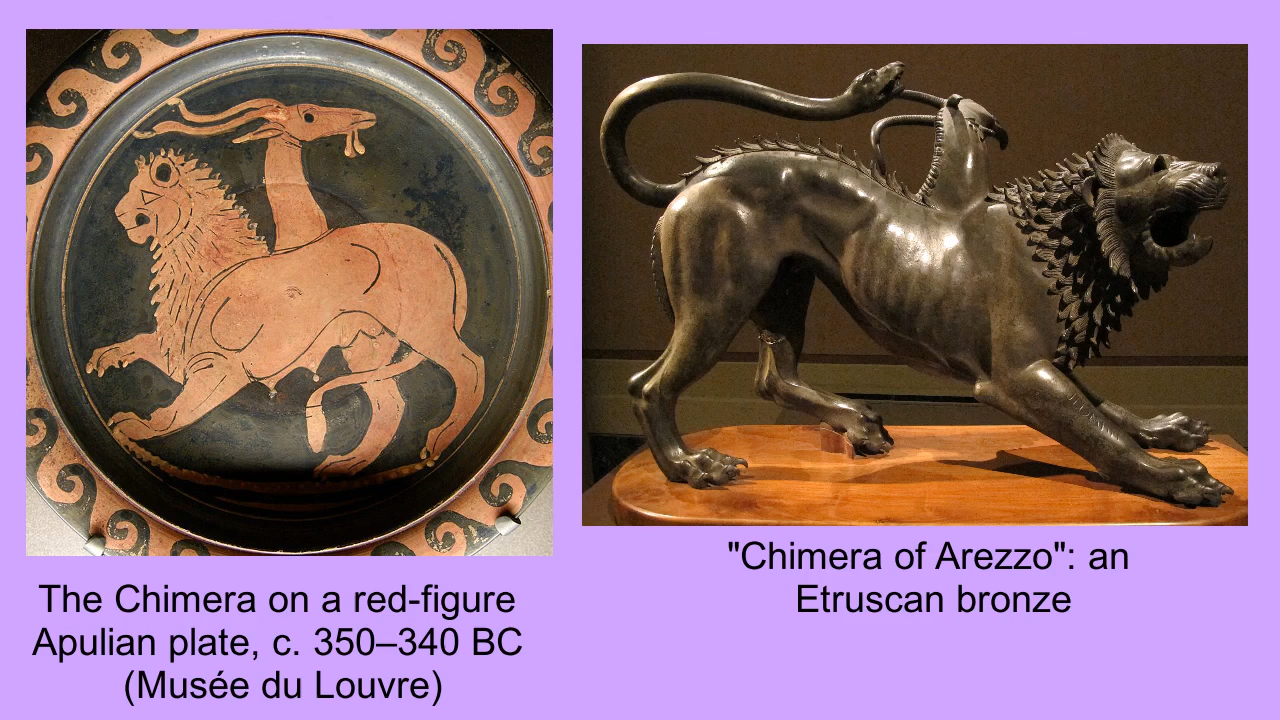 The Chimera on a red-figure
Apulian plate, c. 350–340 BC
(Musée du Louvre)
"Chimera of Arezzo": an
Etruscan bronze